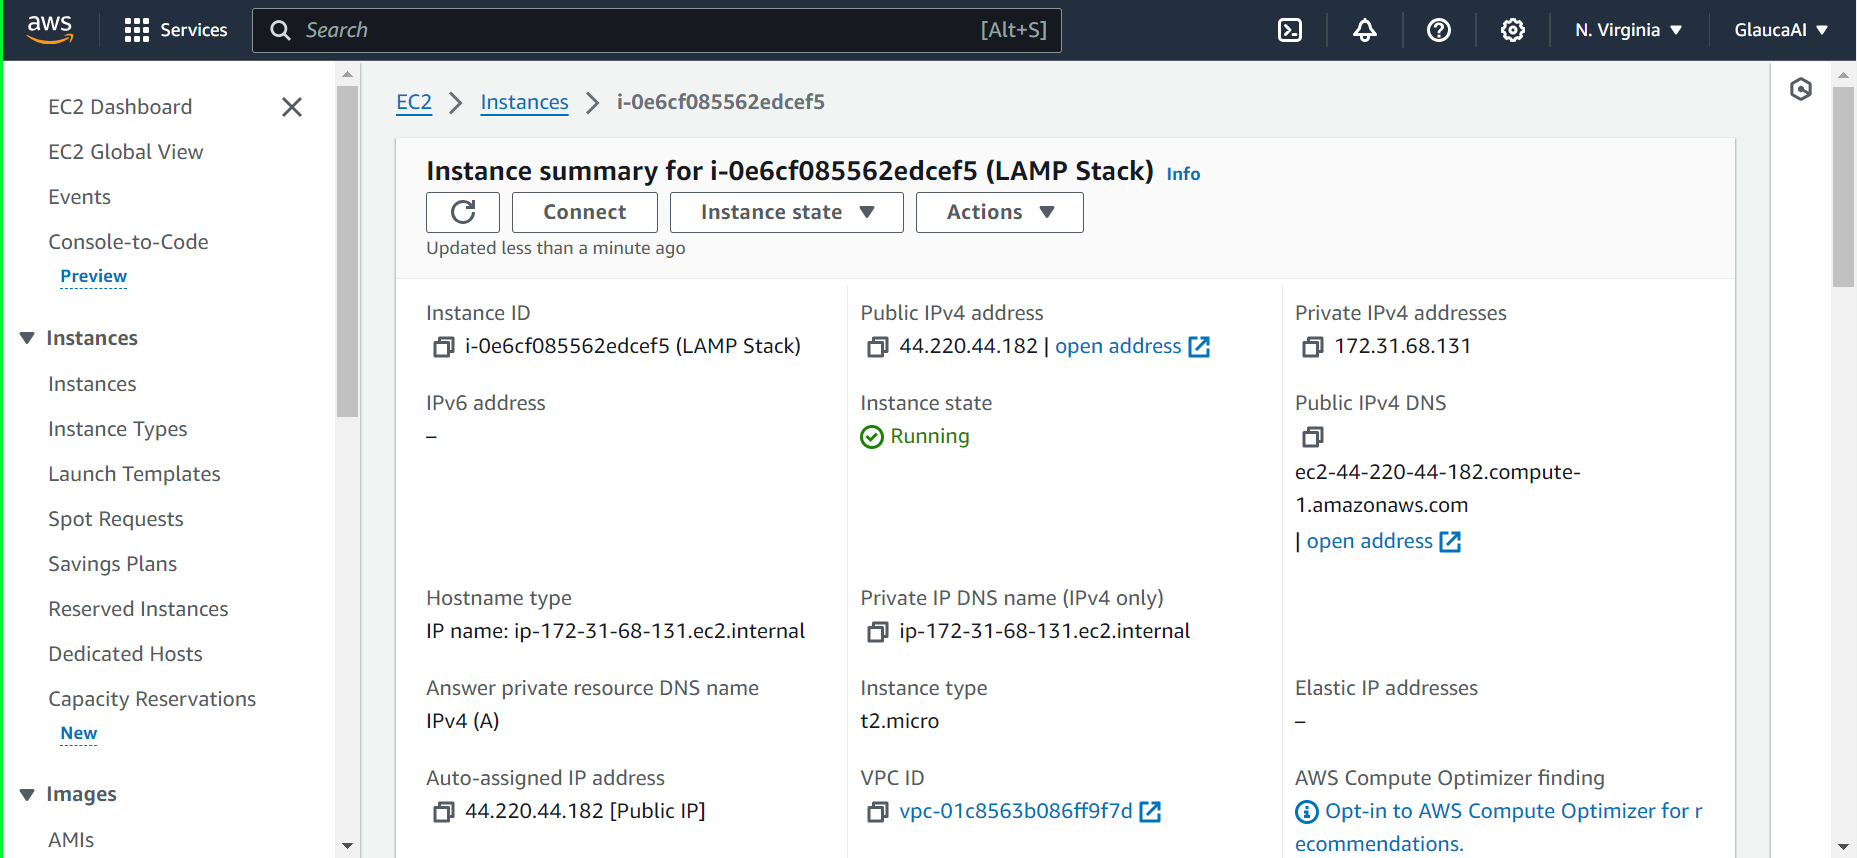 aws Services Search [Alt+S] N. Virginia GlaucaAI
EC2 Dashboard
EC2 Global View
Events
Console-to-Code
Preview
Instances
Instances
Instance Types
Launch Templates
Spot Requests
Savings Plans
Reserved Instances
Dedicated Hosts
Capacity Reservations
New
Images
AMIs
EC2 Instances i-0e6cf085562edcef5
Instance summary for i-0e6cf085562edcef5 (LAMP Stack) Info
Connect Instance state Actions
Updated less than a minute ago
Instance ID
i-0e6cf085562edcef5 (LAMP Stack)
Public IPv4 address
44.220.44.182 | open address
Private IPv4 addresses
172.31.68.131
IPv6 address
–
Instance state
Running
Public IPv4 DNS
ec2-44-220-44-182.compute-
1.amazonaws.com
| open address
Hostname type
IP name: ip-172-31-68-131.ec2.internal
Private IP DNS name (IPv4 only)
ip-172-31-68-131.ec2.internal
Answer private resource DNS name
IPv4 (A)
Instance type
t2.micro
Elastic IP addresses
–
Auto-assigned IP address
44.220.44.182 [Public IP]
VPC ID
vpc-01c8563b086ff9f7d
AWS Compute Optimizer finding
Opt-in to AWS Compute Optimizer for r
ecommendations.